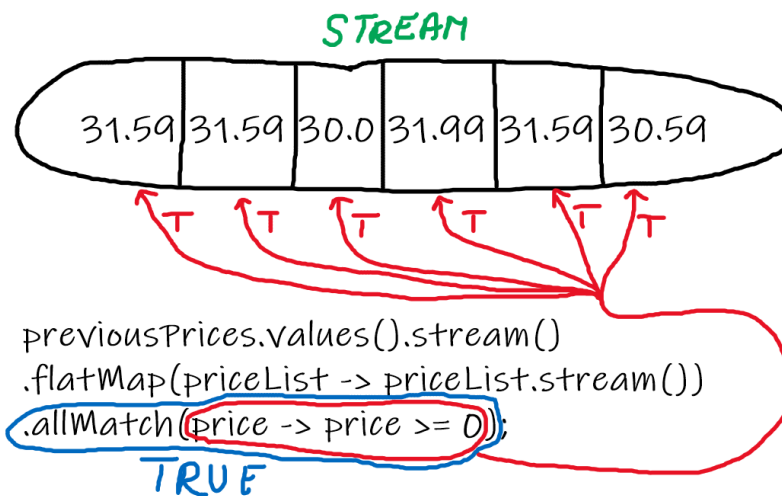 STREAM
31.59 31.59 30.0 31.99 31.59 30.59
T T T T T T
previousPrices.values().stream()
.flatMap(priceList -> priceList.stream())
.allMatch(price -> price >= 0);
TRUE